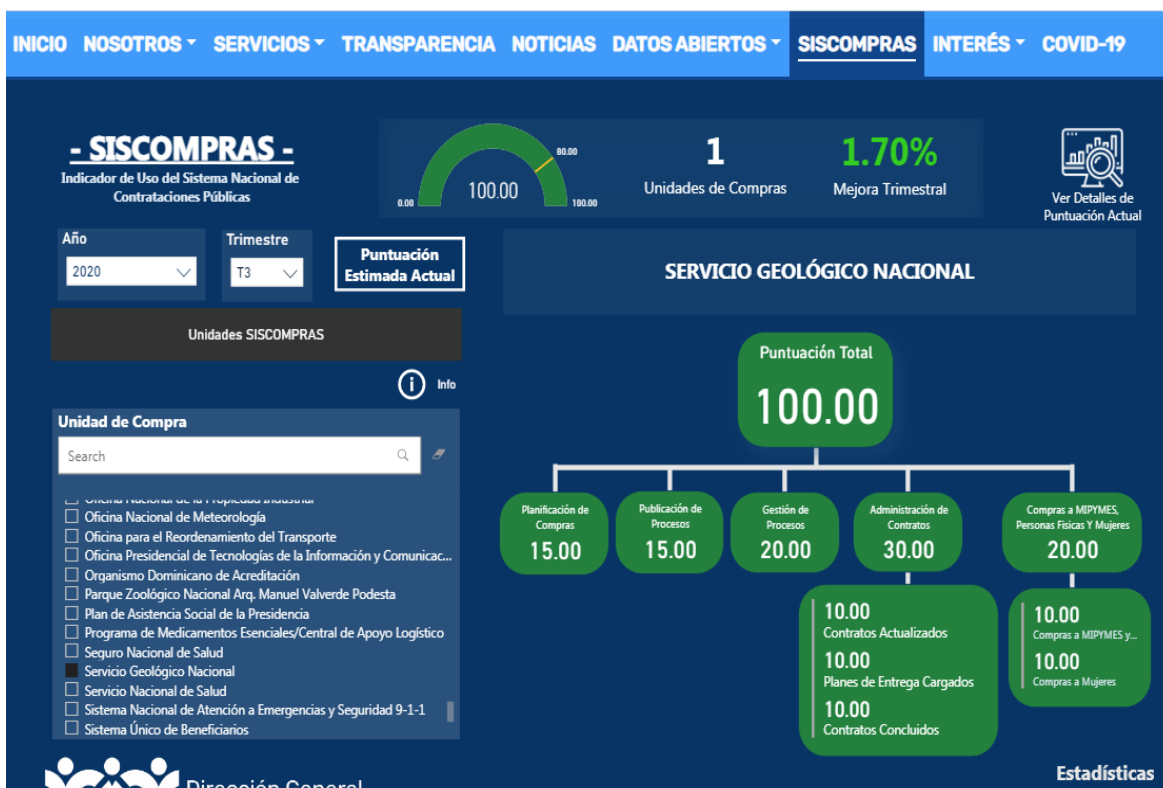 INICIO NOSOTROS SERVICIOS TRANSPARENCIA NOTICIAS DATOS ABIERTOS SISCOMPRAS INTERÉS COVID-19
- SISCOMPRAS -
Indicador de Uso del Sistema Nacional de
Contrataciones Públicas
80.00
100.00
0.00
100.00
1
Unidades de Compras
1.70%
Mejora Trimestral
Ver Detalles de
Puntuación Actual
Año
2020
Trimestre
T3
Puntuación
Estimada Actual
SERVICIO GEOLÓGICO NACIONAL
Unidades SISCOMPRAS
Info
Unidad de Compra
Search
Oficina Nacional de la Propiedad Industrial
Oficina Nacional de Meteorología
Oficina para el Reordenamiento del Transporte
Oficina Presidencial de Tecnologías de la Información y Comunicac...
Organismo Dominicano de Acreditación
Parque Zoológico Nacional Arq. Manuel Valverde Podesta
Plan de Asistencia Social de la Presidencia
Programa de Medicamentos Esenciales/Central de Apoyo Logístico
Seguro Nacional de Salud
Servicio Geológico Nacional
Servicio Nacional de Salud
Sistema Nacional de Atención a Emergencias y Seguridad 9-1-1
Sistema Único de Beneficiarios
Puntuación Total
100.00
Planificación de
Compras
15.00
Publicación de
Procesos
15.00
Gestión de
Procesos
20.00
Administración de
Contratos
30.00
Compras a MIPYMES,
Personas Fisicas Y Mujeres
20.00
10.00
Contratos Actualizados
10.00
Planes de Entrega Cargados
10.00
Contratos Concluidos
10.00
Compras a MIPYMES y...
10.00
Compras a Mujeres
Dirección General
Estadísticas